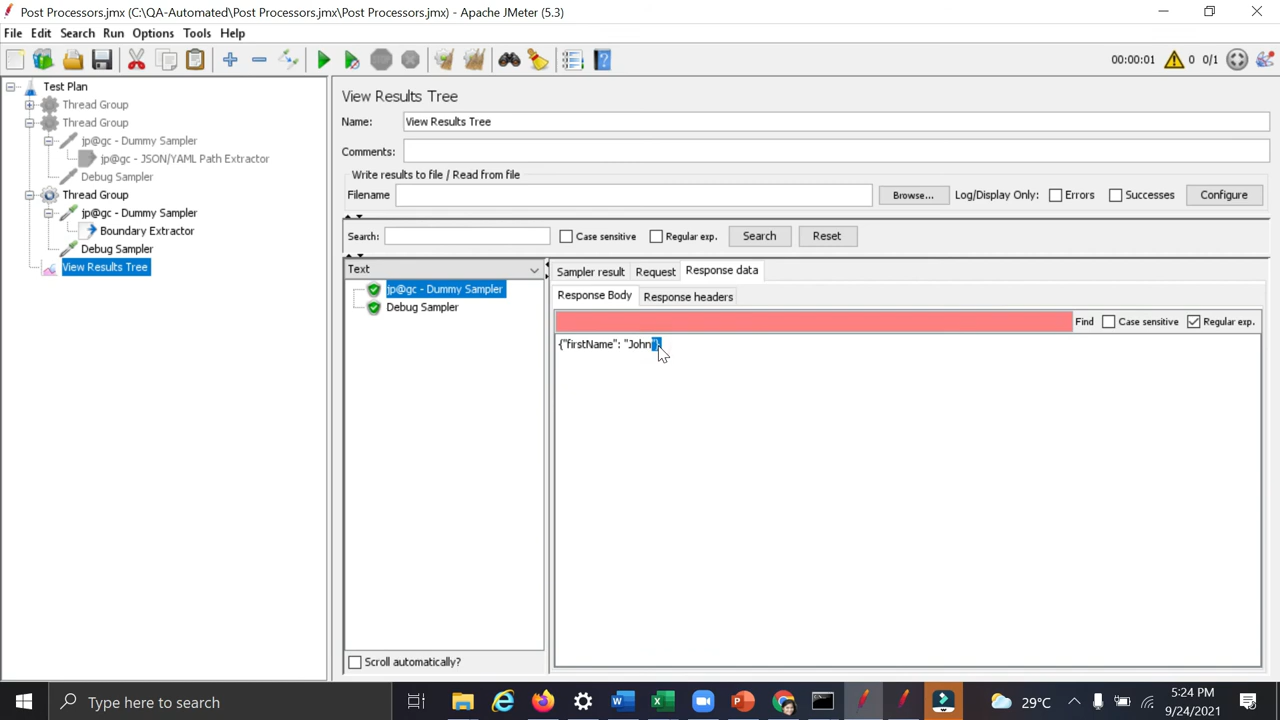 Post Processors.jmx (C:\QA-Automated\Post Processors.jmx\Post Processors.jmx) - Apache JMeter (5.3)
File Edit Search Run Options Tools Help
00:00:01 0 0/1
Test Plan
Thread Group
Thread Group
jp@gc - Dummy Sampler
jp@gc - JSON/YAML Path Extractor
Debug Sampler
Thread Group
jp@gc - Dummy Sampler
Boundary Extractor
Debug Sampler
View Results Tree
View Results Tree
Name: View Results Tree
Comments:
Write results to file / Read from file
Filename Browse... Log/Display Only: Errors Successes Configure
Search: Case sensitive Regular exp. Search Reset
Text
jp@gc - Dummy Sampler
Debug Sampler
Scroll automatically?
Sampler result Request Response data
Response Body Response headers
Find Case sensitive Regular exp.
{"firstName": "John"}
Type here to search
29°C
5:24 PM
9/24/2021